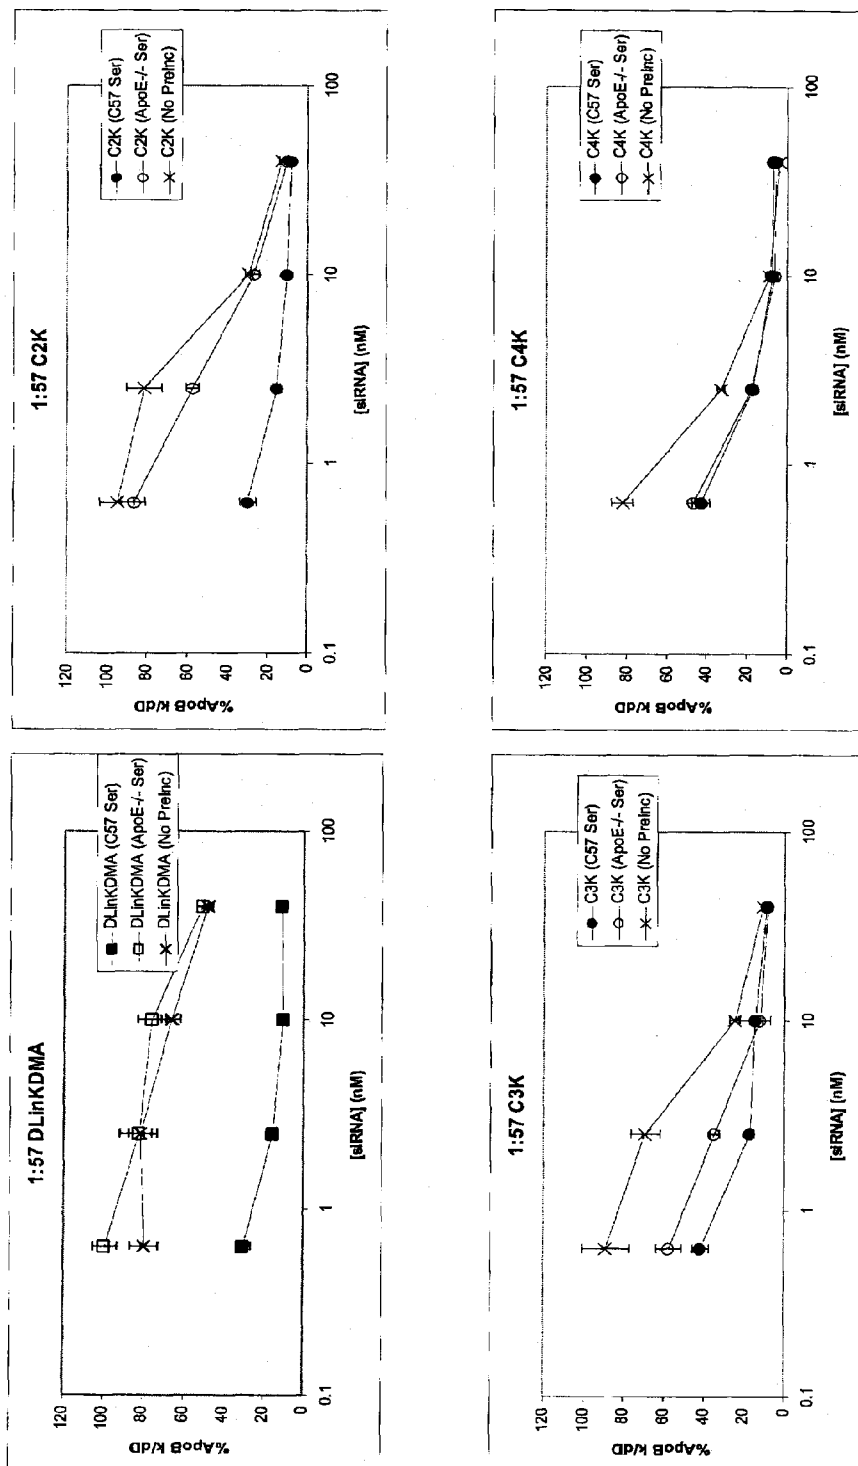 1:57 DLinKDMA
DLinKDMA (C57 Ser)
DLinKDMA (ApoE-/- Ser)
DLinKDMA (No PreInc)
%ApoB k/dD
120
100
80
60
40
20
0
0.1
1
10
100
[siRNA] (nM)
1:57 C2K
C2K (C57 Ser)
C2K (ApoE-/- Ser)
C2K (No PreInc)
%ApoB k/dD
120
100
80
60
40
20
0
0.1
1
10
100
[siRNA] (nM)
1:57 C3K
C3K (C57 Ser)
C3K (ApoE-/- Ser)
C3K (No PreInc)
%ApoB k/dD
120
100
80
60
40
20
0
0.1
1
10
100
[siRNA] (nM)
1:57 C4K
C4K (C57 Ser)
C4K (ApoE-/- Ser)
C4K (No PreInc)
%ApoB k/dD
120
100
80
60
40
20
0
0.1
1
10
100
[siRNA] (nM)